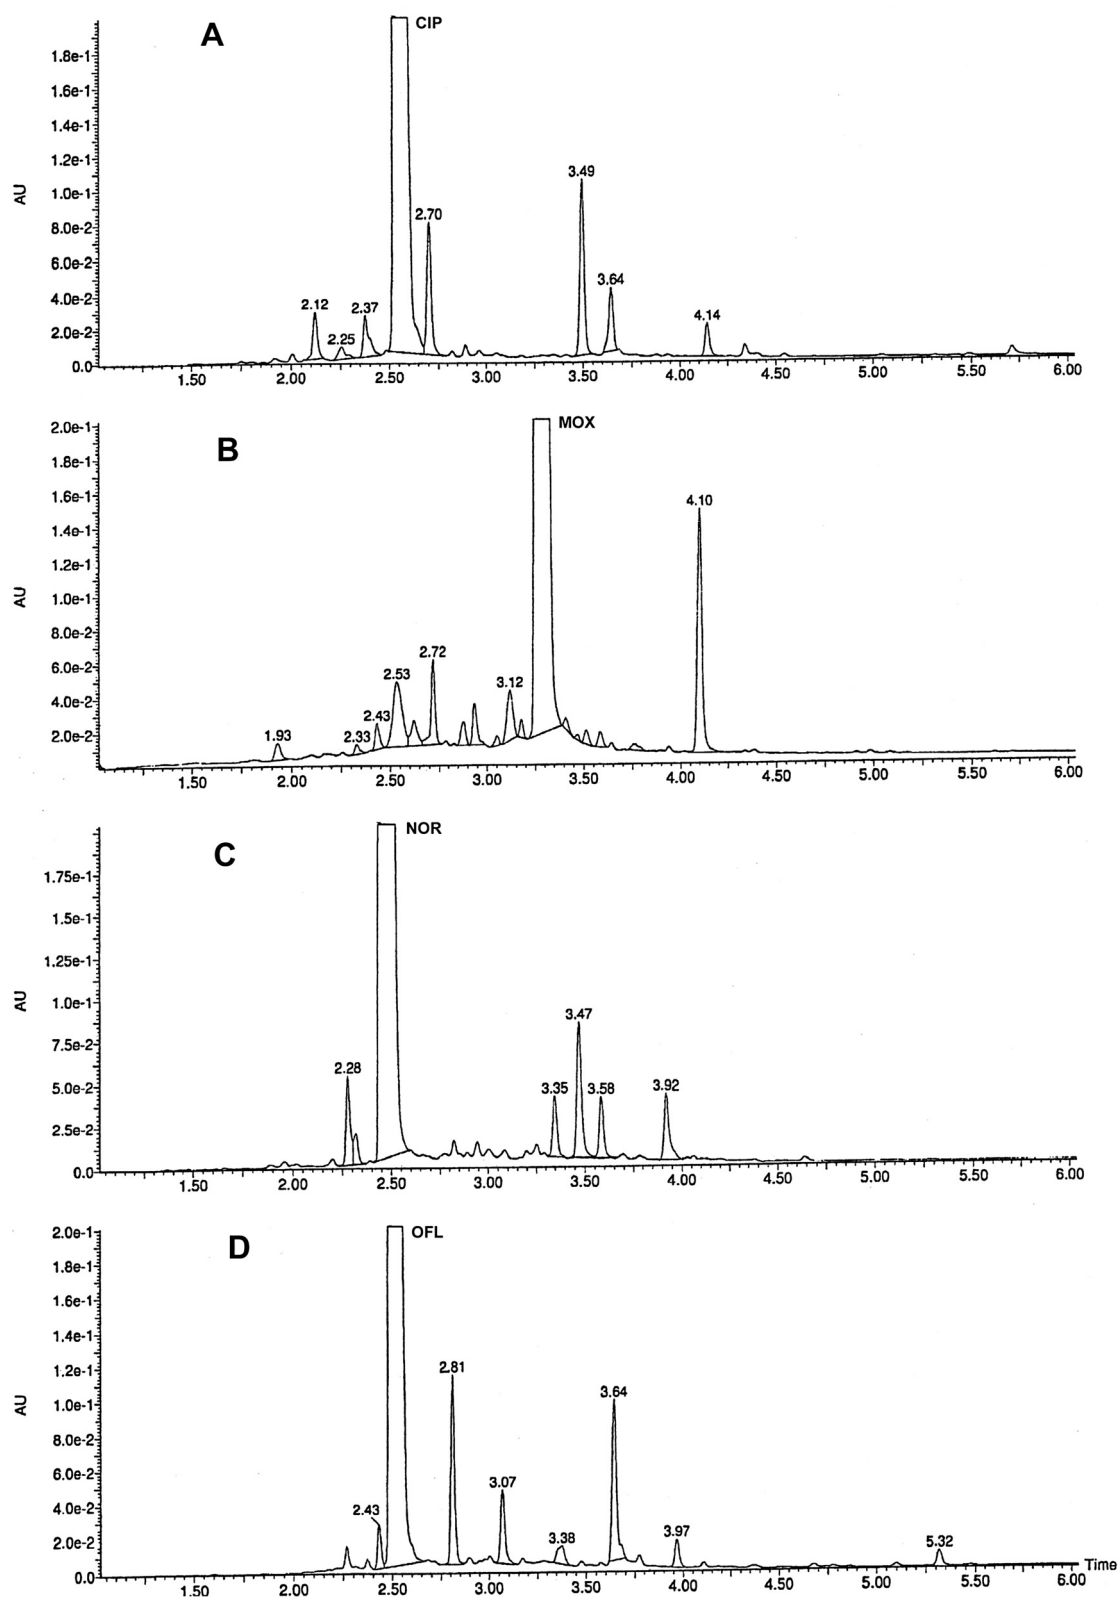 A
CIP
1.8e-1
1.6e-1
1.4e-1
1.2e-1
1.0e-1
8.0e-2
6.0e-2
4.0e-2
2.0e-2
0.0
AU
2.12
2.25
2.37
2.70
3.49
3.64
4.14
1.50 2.00 2.50 3.00 3.50 4.00 4.50 5.00 5.50 6.00
B
MOX
2.0e-1
1.8e-1
1.6e-1
1.4e-1
1.2e-1
1.0e-1
8.0e-2
6.0e-2
4.0e-2
2.0e-2
AU
1.93
2.33
2.43
2.53
2.72
3.12
4.10
1.50 2.00 2.50 3.00 3.50 4.00 4.50 5.00 5.50 6.00
C
NOR
1.75e-1
1.5e-1
1.25e-1
1.0e-1
7.5e-2
5.0e-2
2.5e-2
0.0
AU
2.28
3.35
3.47
3.58
3.92
1.50 2.00 2.50 3.00 3.50 4.00 4.50 5.00 5.50 6.00
D
OFL
2.0e-1
1.8e-1
1.6e-1
1.4e-1
1.2e-1
1.0e-1
8.0e-2
6.0e-2
4.0e-2
2.0e-2
0.0
AU
2.43
2.81
3.07
3.38
3.64
3.97
5.32
Time
1.50 2.00 2.50 3.00 3.50 4.00 4.50 5.00 5.50 6.00